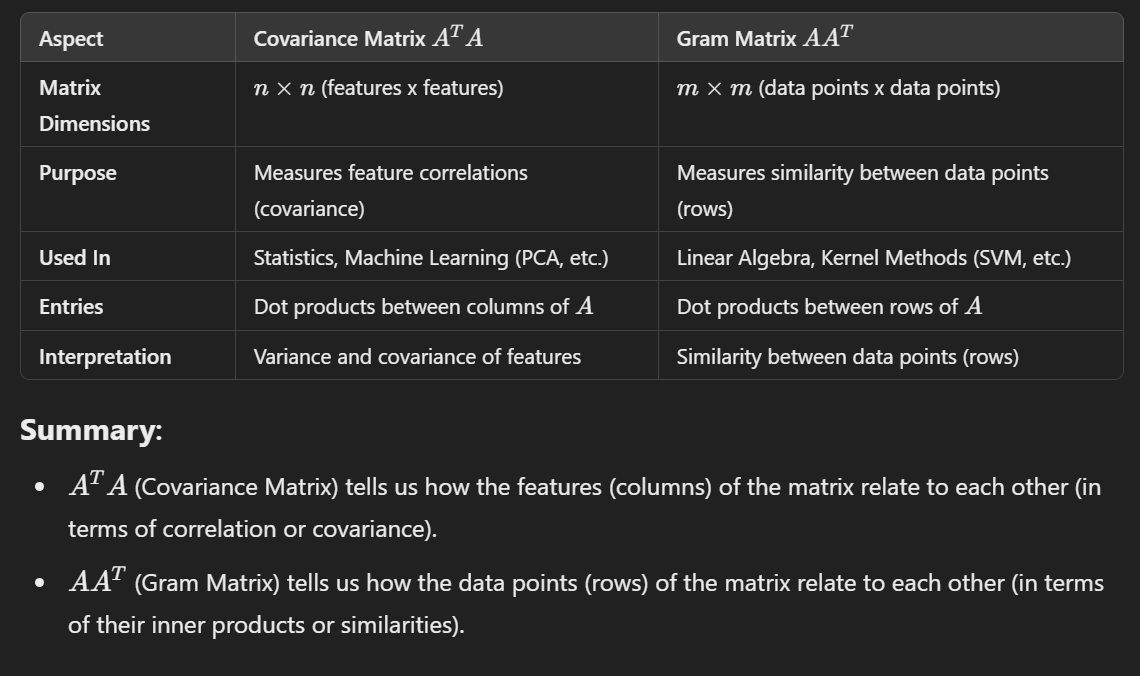 Aspect Covariance Matrix AᵀA Gram Matrix AAᵀ
Matrix Dimensions n × n (features x features) m × m (data points x data points)
Purpose Measures feature correlations (covariance) Measures similarity between data points (rows)
Used In Statistics, Machine Learning (PCA, etc.) Linear Algebra, Kernel Methods (SVM, etc.)
Entries Dot products between columns of A Dot products between rows of A
Interpretation Variance and covariance of features Similarity between data points (rows)
Summary:
• AᵀA (Covariance Matrix) tells us how the features (columns) of the matrix relate to each other (in
terms of correlation or covariance).
• AAᵀ (Gram Matrix) tells us how the data points (rows) of the matrix relate to each other (in terms
of their inner products or similarities).